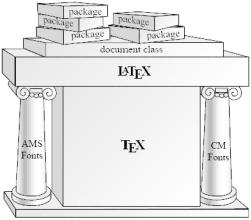 package
package
package
package
package
document class
LATEX
TEX
AMS
Fonts
CM
Fonts